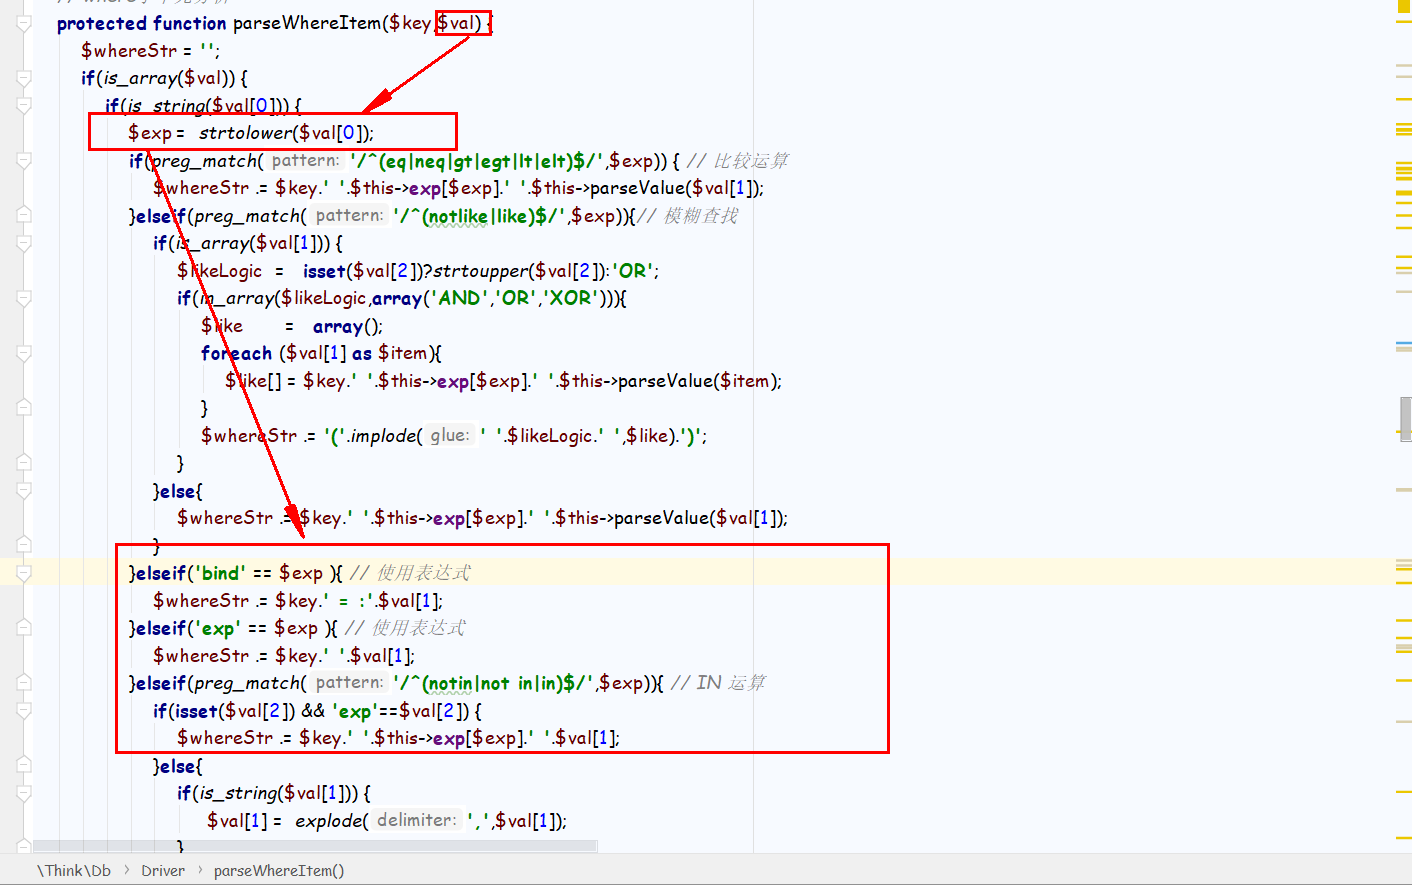 // where子单元分析
protected function parseWhereItem($key,$val) {
$whereStr = '';
if(is_array($val)) {
if(is_string($val[0])) {
$exp = strtolower($val[0]);
if(preg_match( pattern: '/^(eq|neq|gt|egt|lt|elt)$/',$exp)) { // 比较运算
$whereStr .= $key.' '.$this->exp[$exp].' '.$this->parseValue($val[1]);
}elseif(preg_match( pattern: '/^(notlike|like)$/',$exp)){// 模糊查找
if(is_array($val[1])) {
$likeLogic = isset($val[2])?strtoupper($val[2]):'OR';
if(in_array($likeLogic,array('AND','OR','XOR'))){
$like = array();
foreach ($val[1] as $item){
$like[] = $key.' '.$this->exp[$exp].' '.$this->parseValue($item);
}
$whereStr .= '('.implode( glue: ' '.$likeLogic.' ',$like).')';
}
}else{
$whereStr .= $key.' '.$this->exp[$exp].' '.$this->parseValue($val[1]);
}
}elseif('bind' == $exp ){ // 使用表达式
$whereStr .= $key.' = :'.$val[1];
}elseif('exp' == $exp ){ // 使用表达式
$whereStr .= $key.' '.$val[1];
}elseif(preg_match( pattern: '/^(notin|not in|in)$/',$exp)){ // IN 运算
if(isset($val[2]) && 'exp'==$val[2]) {
$whereStr .= $key.' '.$this->exp[$exp].' '.$val[1];
}else{
if(is_string($val[1])) {
$val[1] = explode( delimiter: ',',$val[1]);
}
\Think\Db › Driver › parseWhereItem()